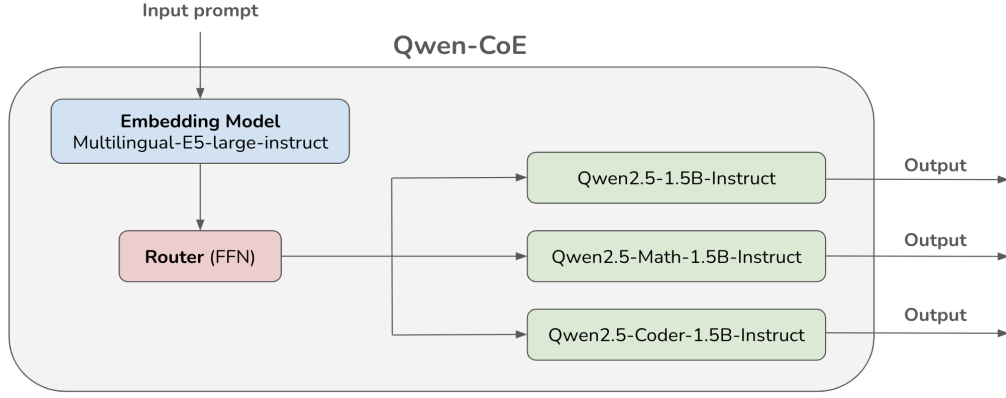 Input prompt
Qwen-CoE
Embedding Model
Multilingual-E5-large-instruct
Router (FFN)
Qwen2.5-1.5B-Instruct
Output
Qwen2.5-Math-1.5B-Instruct
Output
Qwen2.5-Coder-1.5B-Instruct
Output